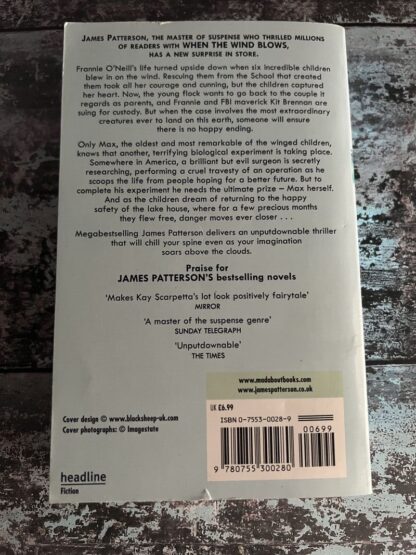 JAMES PATTERSON, THE MASTER OF SUSPENSE WHO THRILLED MILLIONS
OF READERS WITH WHEN THE WIND BLOWS,
HAS A NEW SURPRISE IN STORE.
Frannie O'Neill's life turned upside down when six incredible children
blew in on the wind. Rescuing them from the School that created
them took all her courage and cunning, but the children captured
her heart. Now, the young flock wants to go back to the couple it
regards as parents, and Frannie and FBI maverick Kit Brennan are
suing for custody. But when the case involves the most extraordinary
creatures ever to land on this earth, someone will ensure
there is no happy ending.
Only Max, the oldest and most remarkable of the winged children,
knows that another, terrifying biological experiment is taking place.
Somewhere in America, a brilliant but evil surgeon is secretly
researching, performing a cruel travesty of an operation as he
scoops the life from people hoping for a better future. But to
complete his experiment he needs the ultimate prize – Max herself.
And as the children dream of returning to the happy
safety of the lake house, where for a few precious months
they flew free, danger moves ever closer . . .
Megabestselling James Patterson delivers an unputdownable thriller
that will chill your spine even as your imagination
soars above the clouds.
Praise for
JAMES PATTERSON'S bestselling novels
'Makes Kay Scarpetta's lot look positively fairytale'
MIRROR
'A master of the suspense genre'
SUNDAY TELEGRAPH
'Unputdownable'
THE TIMES
www.madaboutbooks.com
www.jamespatterson.co.uk
UK £6.99
ISBN 0-7553-0028-9
00699
9 780755 300280
Cover design © www.blacksheep-uk.com
Cover photographs: © Imagestate
headline
Fiction